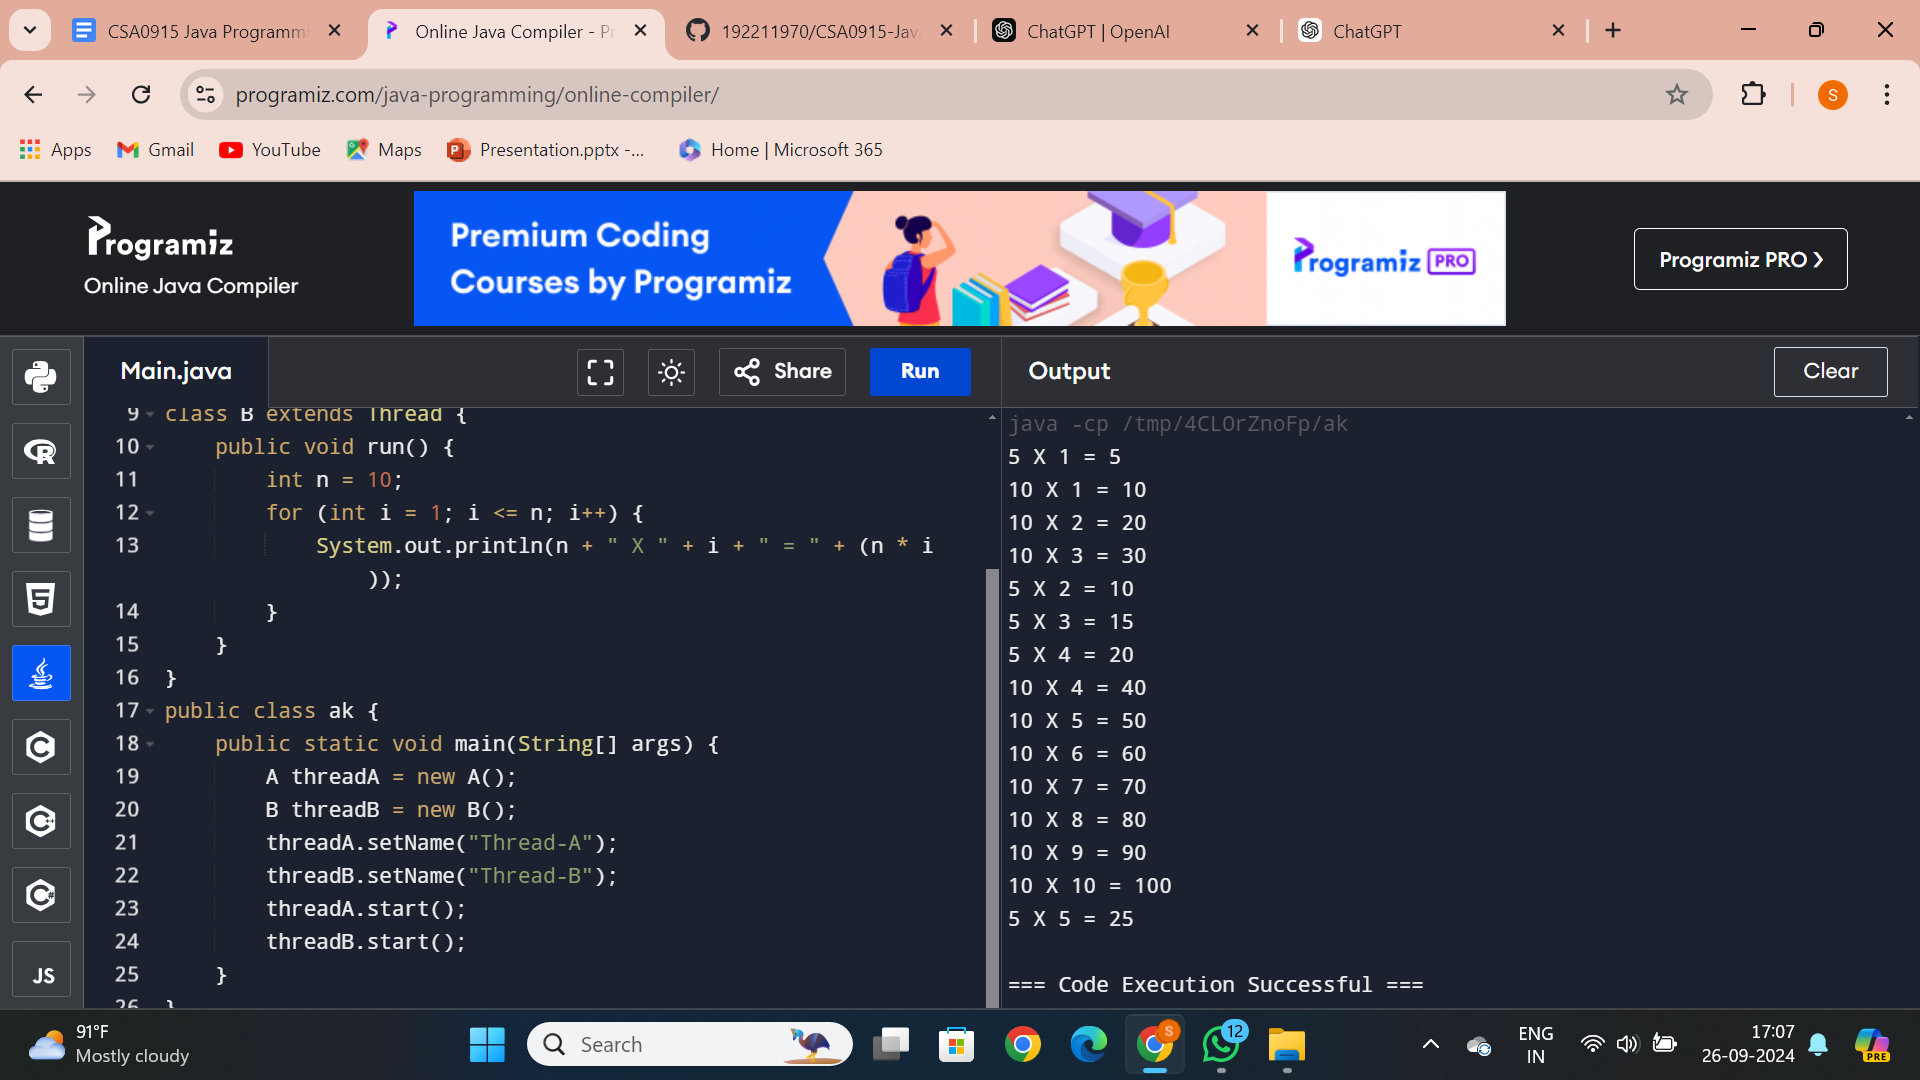 CSA0915 Java Programmi
Online Java Compiler - Pr
192211970/CSA0915-Jav
ChatGPT | OpenAI
ChatGPT
programiz.com/java-programming/online-compiler/
S
Apps
Gmail
YouTube
Maps
Presentation.pptx -...
Home | Microsoft 365
Programiz
Online Java Compiler
Premium Coding
Courses by Programiz
Programiz PRO
Programiz PRO ❯
Main.java
Share
Run
Output
Clear
9 class B extends Thread {
10 public void run() {
11 int n = 10;
12 for (int i = 1; i <= n; i++) {
13 System.out.println(n + " X " + i + " = " + (n * i
));
14 }
15 }
16 }
17 public class ak {
18 public static void main(String[] args) {
19 A threadA = new A();
20 B threadB = new B();
21 threadA.setName("Thread-A");
22 threadB.setName("Thread-B");
23 threadA.start();
24 threadB.start();
25 }
26 }
java -cp /tmp/4CLOrZnoFp/ak
5 X 1 = 5
10 X 1 = 10
10 X 2 = 20
10 X 3 = 30
5 X 2 = 10
5 X 3 = 15
5 X 4 = 20
10 X 4 = 40
10 X 5 = 50
10 X 6 = 60
10 X 7 = 70
10 X 8 = 80
10 X 9 = 90
10 X 10 = 100
5 X 5 = 25
=== Code Execution Successful ===
R
5
C
C++
C#
JS
91°F
Mostly cloudy
Search
S
12
ENG
IN
17:07
26-09-2024
PRE